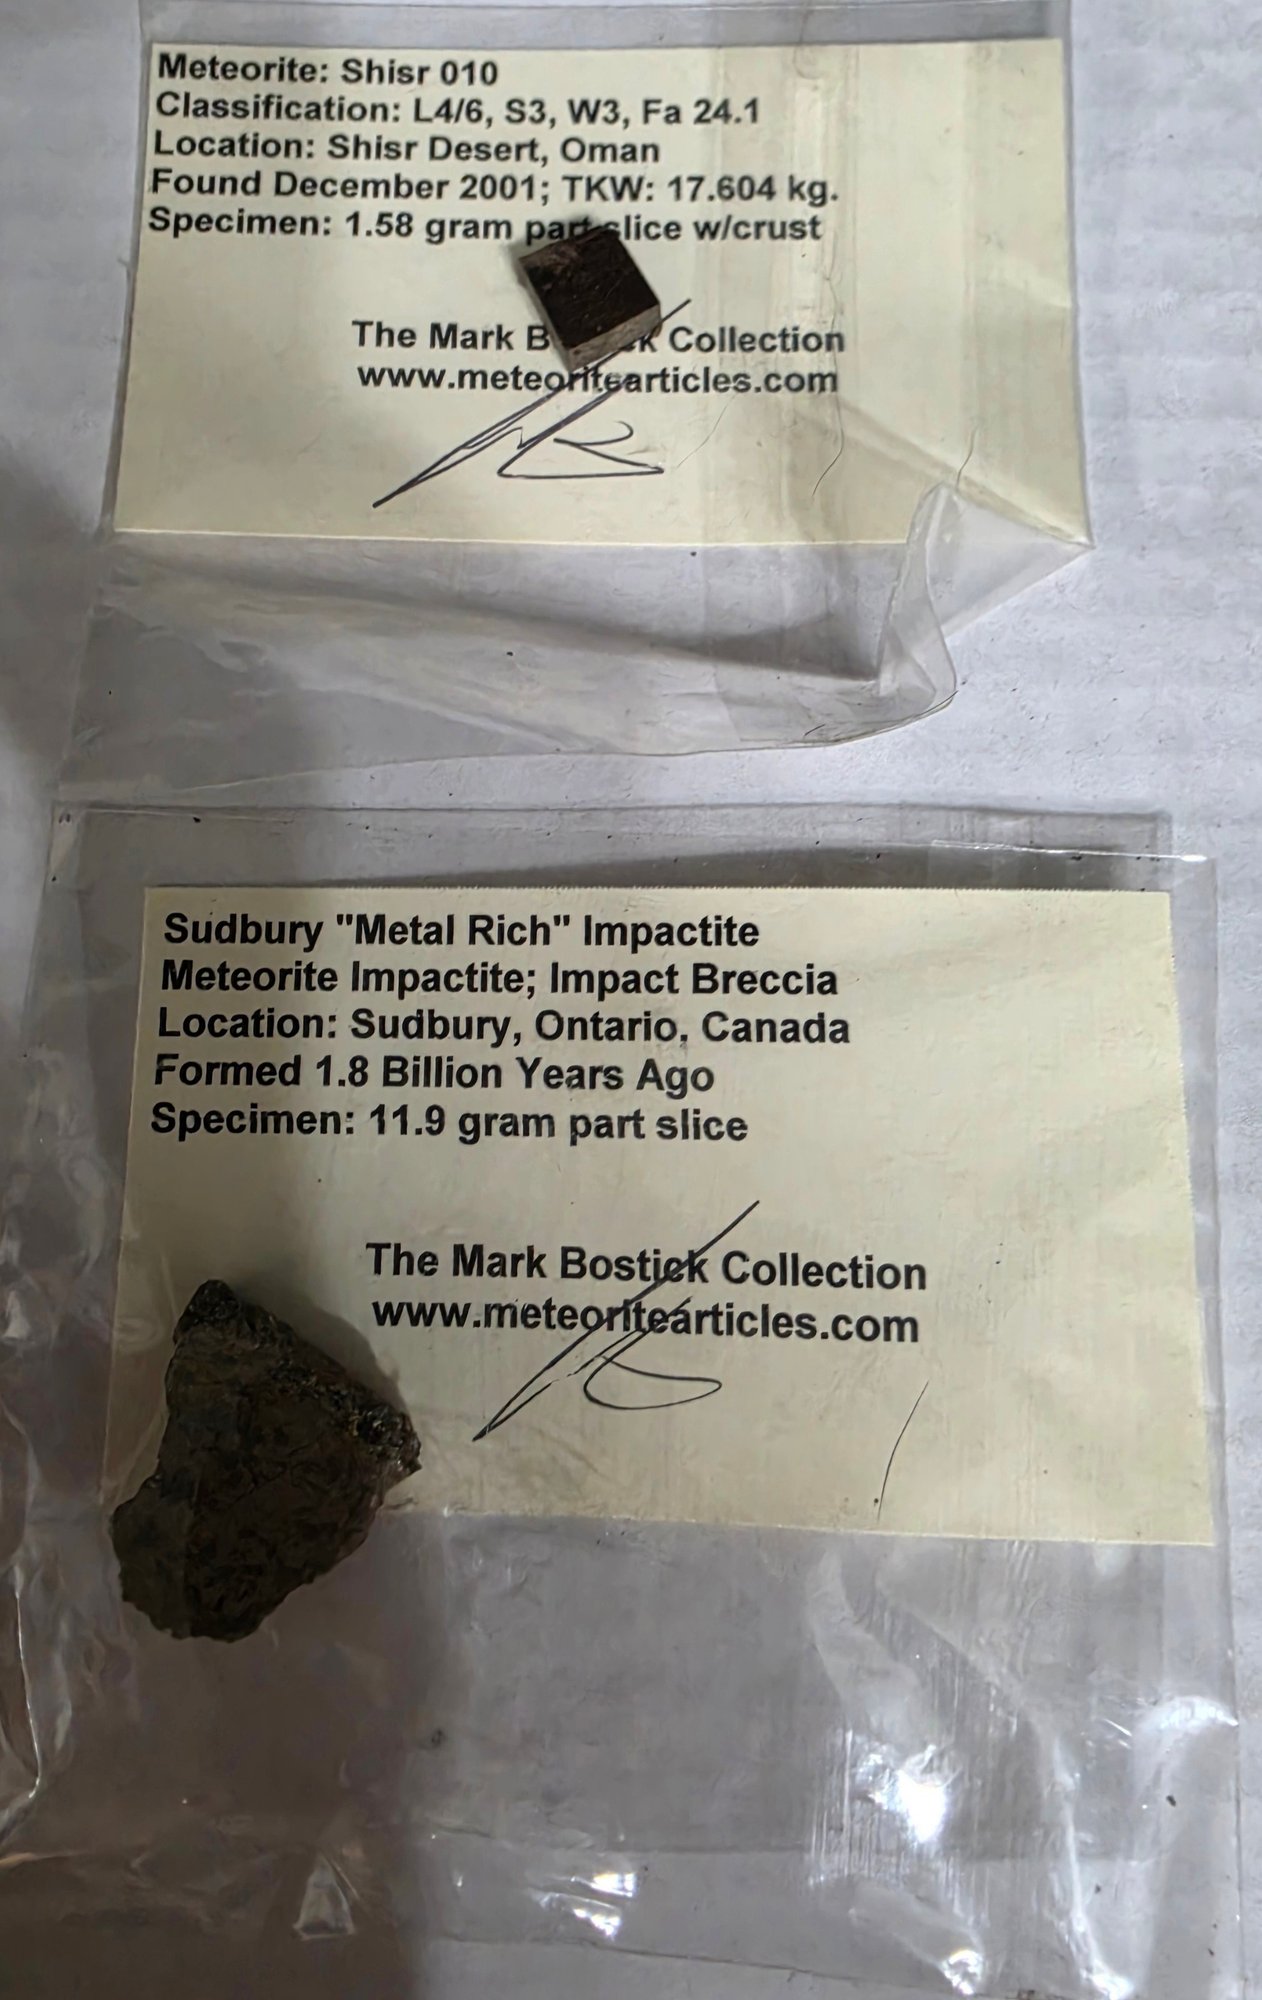 Meteorite: Shisr 010
Classification: L4/6, S3, W3, Fa 24.1
Location: Shisr Desert, Oman
Found December 2001; TKW: 17.604 kg.
Specimen: 1.58 gram part slice w/crust
The Mark Bostick Collection
www.meteoritearticles.com
Sudbury "Metal Rich" Impactite
Meteorite Impactite; Impact Breccia
Location: Sudbury, Ontario, Canada
Formed 1.8 Billion Years Ago
Specimen: 11.9 gram part slice
The Mark Bostick Collection
www.meteoritearticles.com